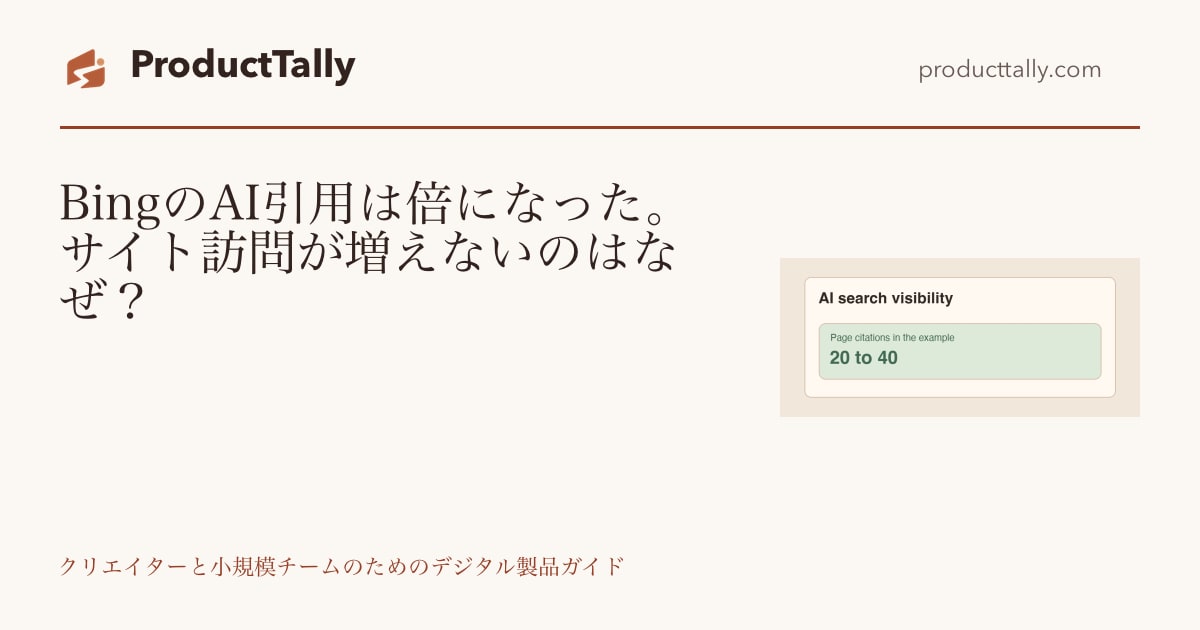 ProductTally
producttally.com
BingのAI引用は倍になった。
サイト訪問が増えないのはな
ぜ？
AI search visibility
Page citations in the example
20 to 40
クリエイターと小規模チームのためのデジタル製品ガイド